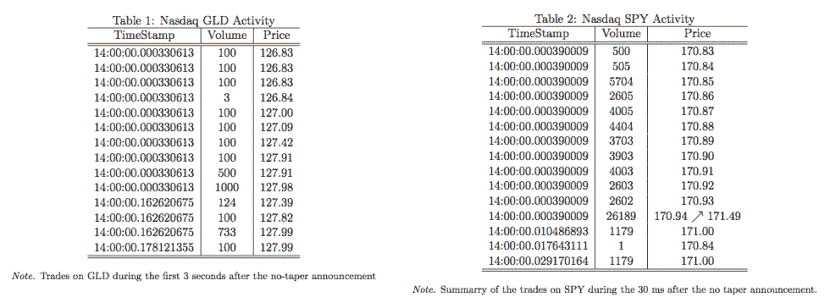 Table 1: Nasdaq GLD Activity
TimeStamp Volume Price
14:00:00.000330613 100 126.83
14:00:00.000330613 100 126.83
14:00:00.000330613 100 126.83
14:00:00.000330613 3 126.84
14:00:00.000330613 100 127.00
14:00:00.000330613 100 127.09
14:00:00.000330613 100 127.42
14:00:00.000330613 100 127.91
14:00:00.000330613 500 127.91
14:00:00.000330613 1000 127.98
14:00:00.162620675 124 127.39
14:00:00.162620675 100 127.82
14:00:00.162620675 733 127.99
14:00:00.178121355 100 127.99
Note. Trades on GLD during the first 3 seconds after the no-taper announcement
Table 2: Nasdaq SPY Activity
TimeStamp Volume Price
14:00:00.000390009 500 170.83
14:00:00.000390009 505 170.84
14:00:00.000390009 5704 170.85
14:00:00.000390009 2605 170.86
14:00:00.000390009 4005 170.87
14:00:00.000390009 4404 170.88
14:00:00.000390009 3703 170.89
14:00:00.000390009 3903 170.90
14:00:00.000390009 4003 170.91
14:00:00.000390009 2603 170.92
14:00:00.000390009 2602 170.93
14:00:00.000390009 26189 170.94 ↗ 171.49
14:00:00.010486893 1179 171.00
14:00:00.017643111 1 170.84
14:00:00.029170164 1179 171.00
Note. Summarry of the trades on SPY during the 30 ms after the no taper announcement.